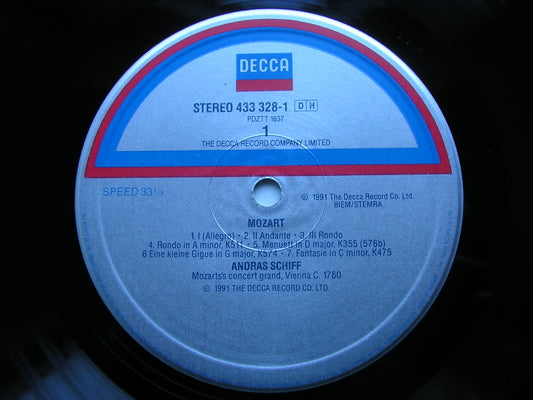 DECCA
STEREO 433 328-1 DH
PDZTT 1637
1
THE DECCA RECORD COMPANY LIMITED
SPEED 33⅓
℗ 1991 The Decca Record Co. Ltd.
BIEM/STEMRA
MOZART
1. I (Allegro) • 2. II Andante • 3. III Rondo
4. Rondo in A minor, K511 • 5. Menuett in D major, K355 (576b)
6 Eine kleine Gigue in G major, K574 • 7. Fantasie in C minor, K475
ANDRAS SCHIFF
Mozarts's concert grand, Vienna C. 1780
℗ 1991 THE DECCA RECORD CO. LTD.